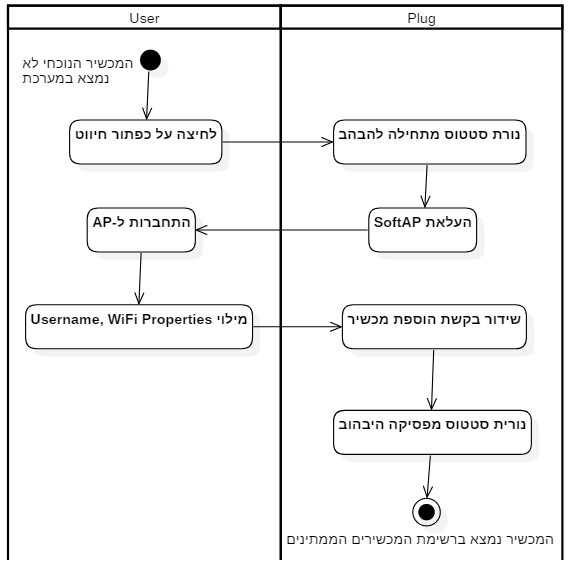 User
Plug
המכשיר הנוכחי לא
נמצא במערכת
לחיצה על כפתור חיווט
נורת סטטוס מתחילה להבהב
העלאת SoftAP
התחברות ל-AP
מילוי Username, WiFi Properties
שידור בקשת הוספת מכשיר
נורית סטטוס מפסיקה היבהוב
המכשיר נמצא ברשימת המכשירים הממתינים